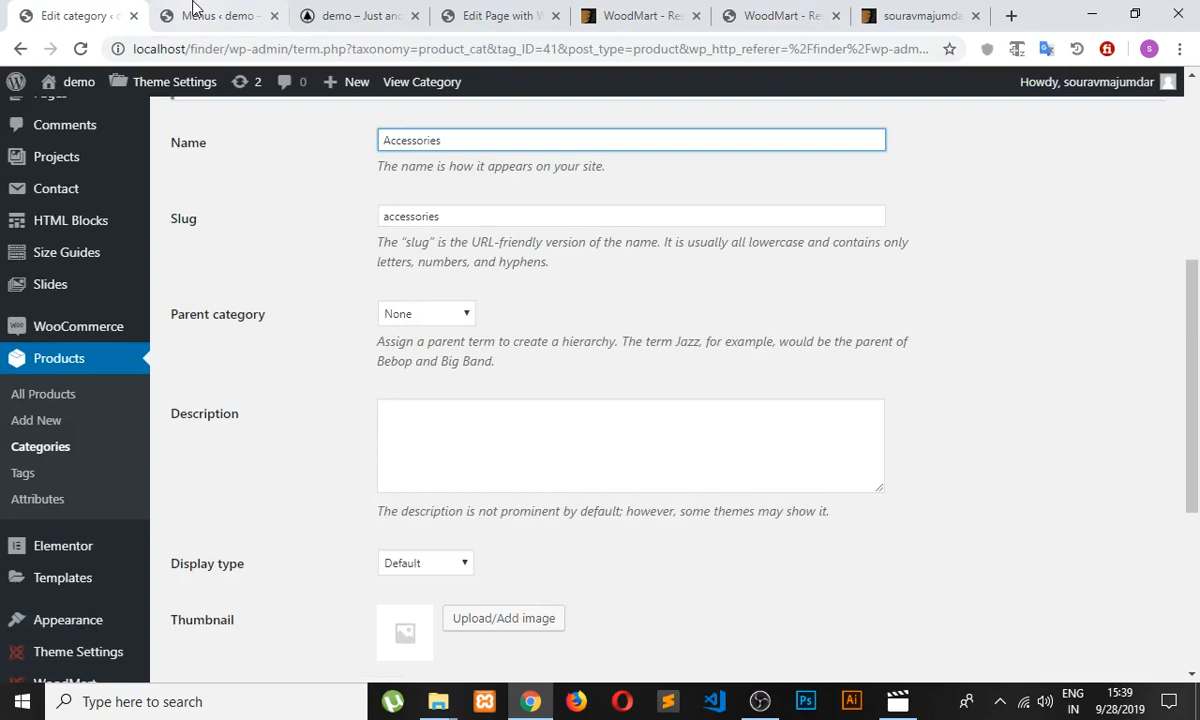 Edit category ‹ d
Menus ‹ demo –
demo – Just an
Edit Page with W
WoodMart - Res
WoodMart - Res
souravmajumda
localhost/finder/wp-admin/term.php?taxonomy=product_cat&tag_ID=41&post_type=product&wp_http_referer=%2Ffinder%2Fwp-adm...
s
demo
Theme Settings
2
0
New
View Category
Howdy, souravmajumdar
Comments
Projects
Contact
HTML Blocks
Size Guides
Slides
WooCommerce
Products
All Products
Add New
Categories
Tags
Attributes
Elementor
Templates
Appearance
Theme Settings
Name
Accessories
The name is how it appears on your site.
Slug
accessories
The “slug” is the URL-friendly version of the name. It is usually all lowercase and contains only
letters, numbers, and hyphens.
Parent category
None
Assign a parent term to create a hierarchy. The term Jazz, for example, would be the parent of
Bebop and Big Band.
Description
The description is not prominent by default; however, some themes may show it.
Display type
Default
Thumbnail
Upload/Add image
Type here to search
Ps
Ai
ENG
IN
15:39
9/28/2019